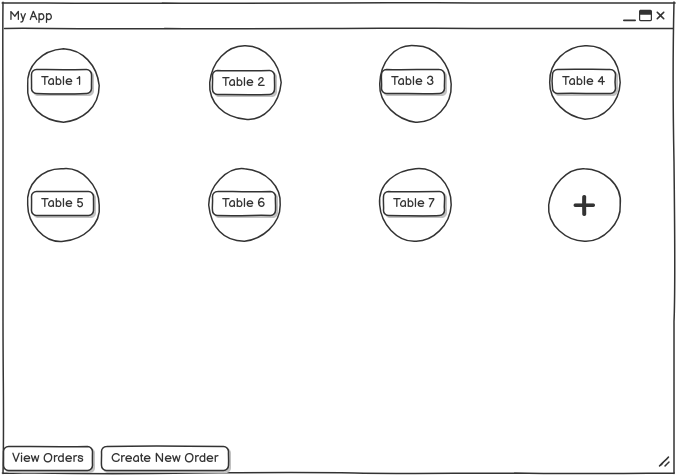 My App
Table 1
Table 2
Table 3
Table 4
Table 5
Table 6
Table 7
+
View Orders
Create New Order